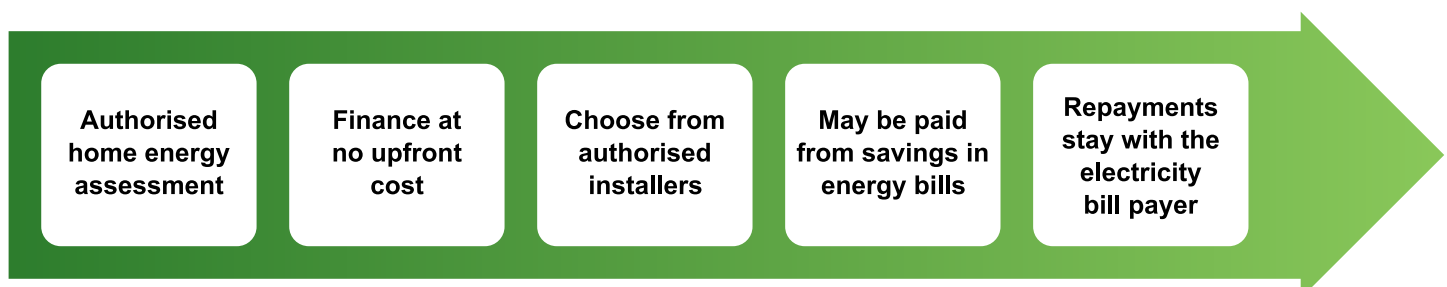 Authorised
home energy
assessment
Finance at
no upfront
cost
Choose from
authorised
installers
May be paid
from savings in
energy bills
Repayments
stay with the
electricity
bill payer